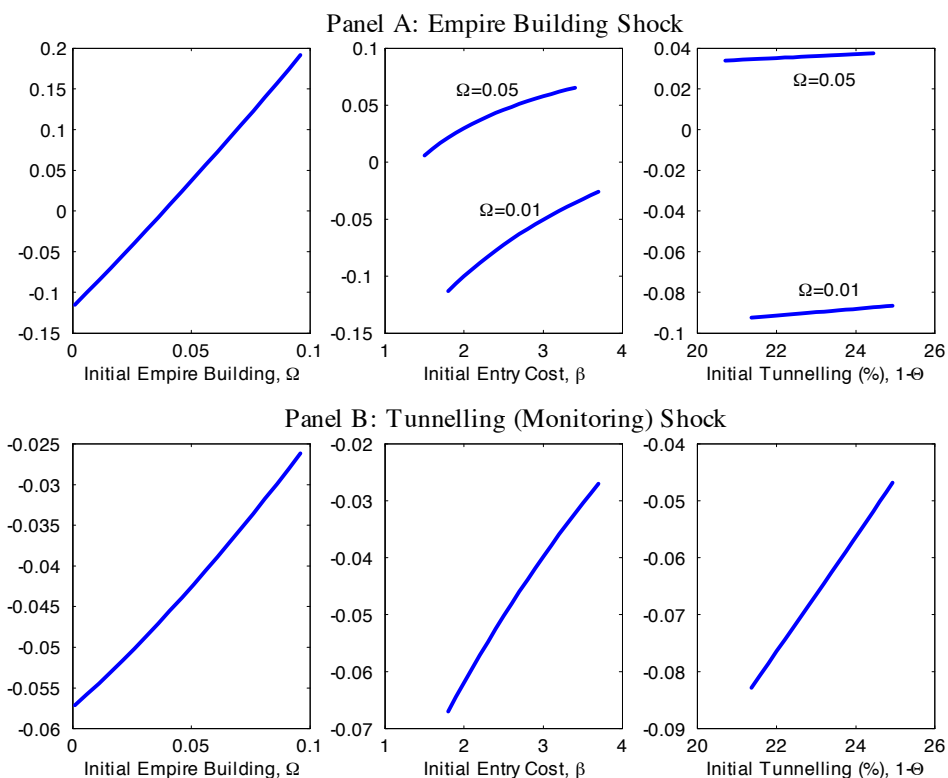 Panel A: Empire Building Shock
0.2
0.15
0.1
0.05
0
-0.05
-0.1
-0.15
0 0.05 0.1
Initial Empire Building, Ω
0.1
0.05
0
-0.05
-0.1
-0.15
Ω=0.05
Ω=0.01
1 2 3 4
Initial Entry Cost, β
0.04
0.02
0
-0.02
-0.04
-0.06
-0.08
-0.1
Ω=0.05
Ω=0.01
20 22 24 26
Initial Tunnelling (%), 1-Θ
Panel B: Tunnelling (Monitoring) Shock
-0.025
-0.03
-0.035
-0.04
-0.045
-0.05
-0.055
-0.06
0 0.05 0.1
Initial Empire Building, Ω
-0.02
-0.03
-0.04
-0.05
-0.06
-0.07
1 2 3 4
Initial Entry Cost, β
-0.04
-0.05
-0.06
-0.07
-0.08
-0.09
20 22 24 26
Initial Tunnelling (%), 1-Θ